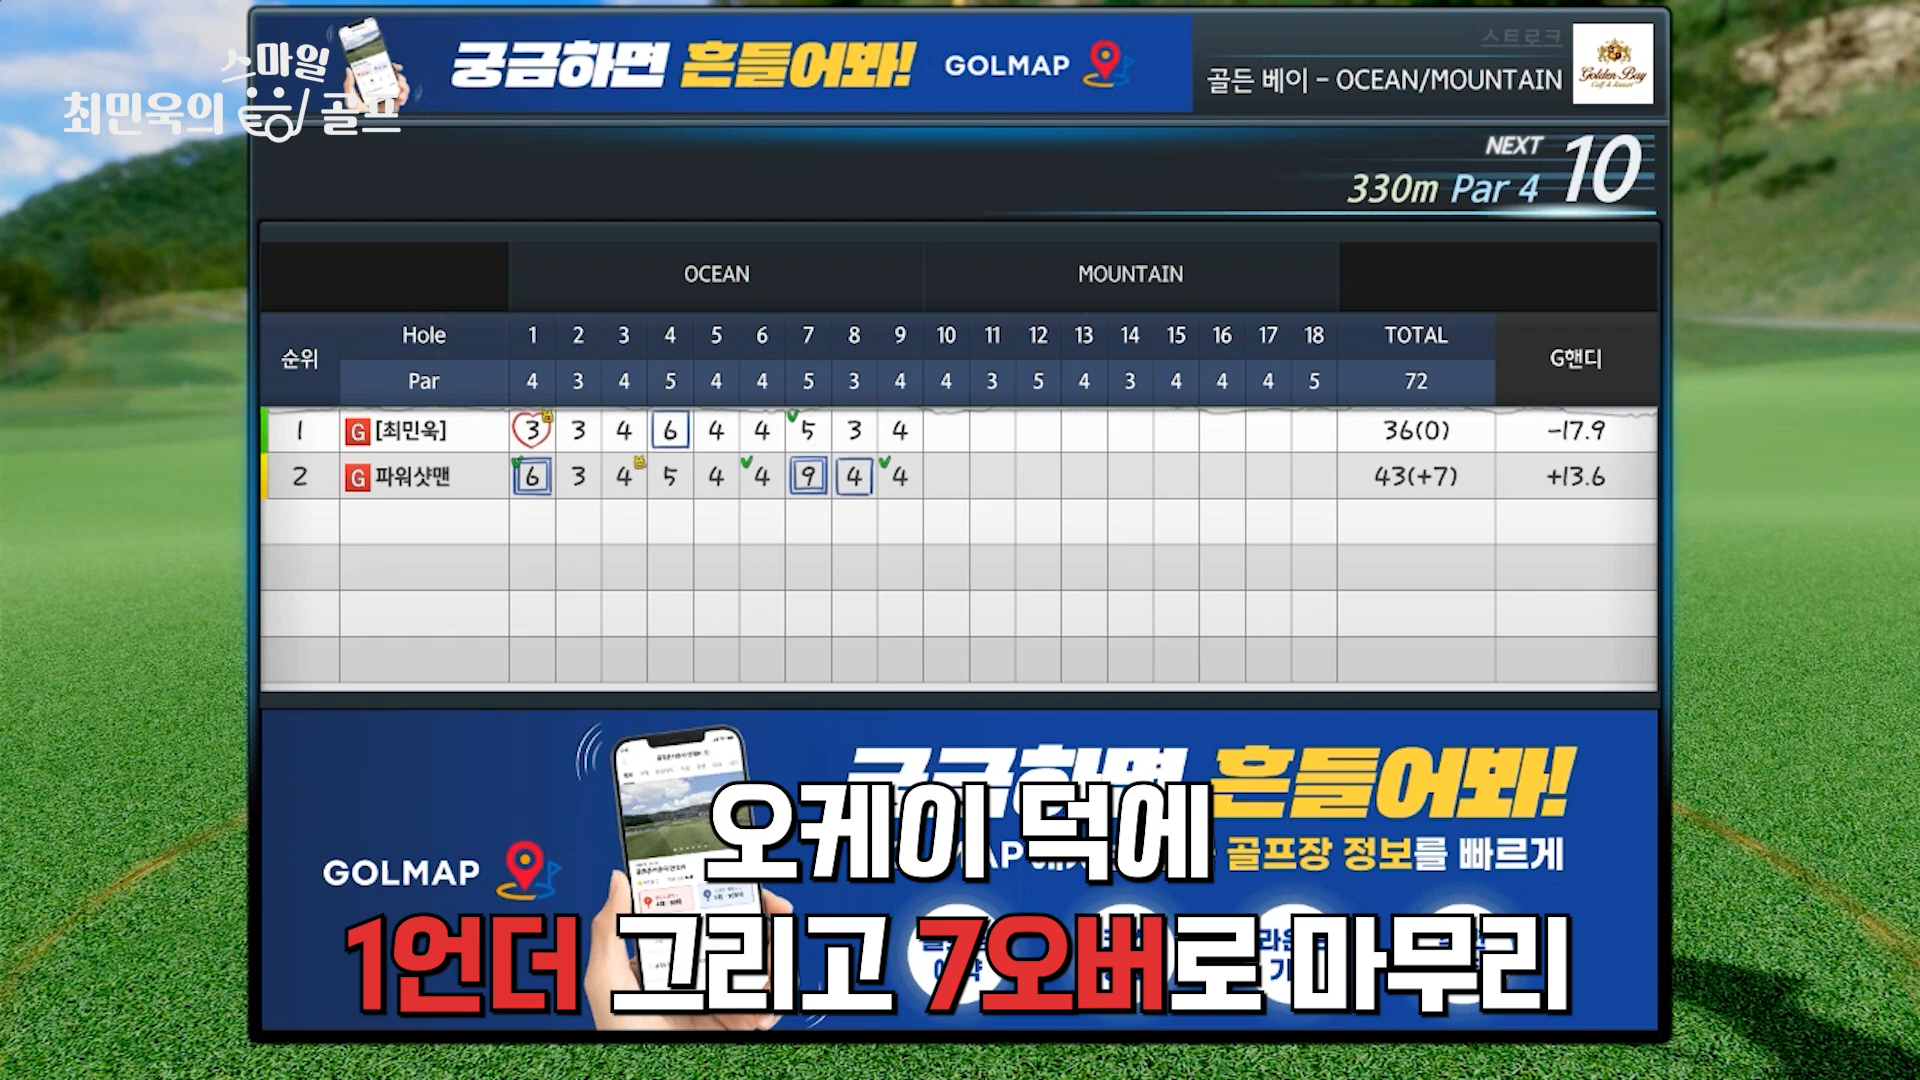 스마일
최민욱의 골프
궁금하면 흔들어봐! GOLMAP
스트로크
골든 베이 - OCEAN/MOUNTAIN
Golden Bay
Golf & Resort
NEXT 10
330m Par 4
OCEAN MOUNTAIN
순위 Hole 1 2 3 4 5 6 7 8 9 10 11 12 13 14 15 16 17 18 TOTAL G핸디
Par 4 3 4 5 4 4 5 3 4 4 3 5 4 3 4 4 4 5 72
1 G [최민욱] 3 3 4 6 4 4 5 3 4 36(0) -17.9
2 G 파워샷맨 6 3 4 5 4 4 9 4 4 43(+7) +13.6
궁금하면 흔들어봐!
골프장 정보를 빠르게
GOLMAP
오케이 덕에
1언더 그리고 7오버로 마무리